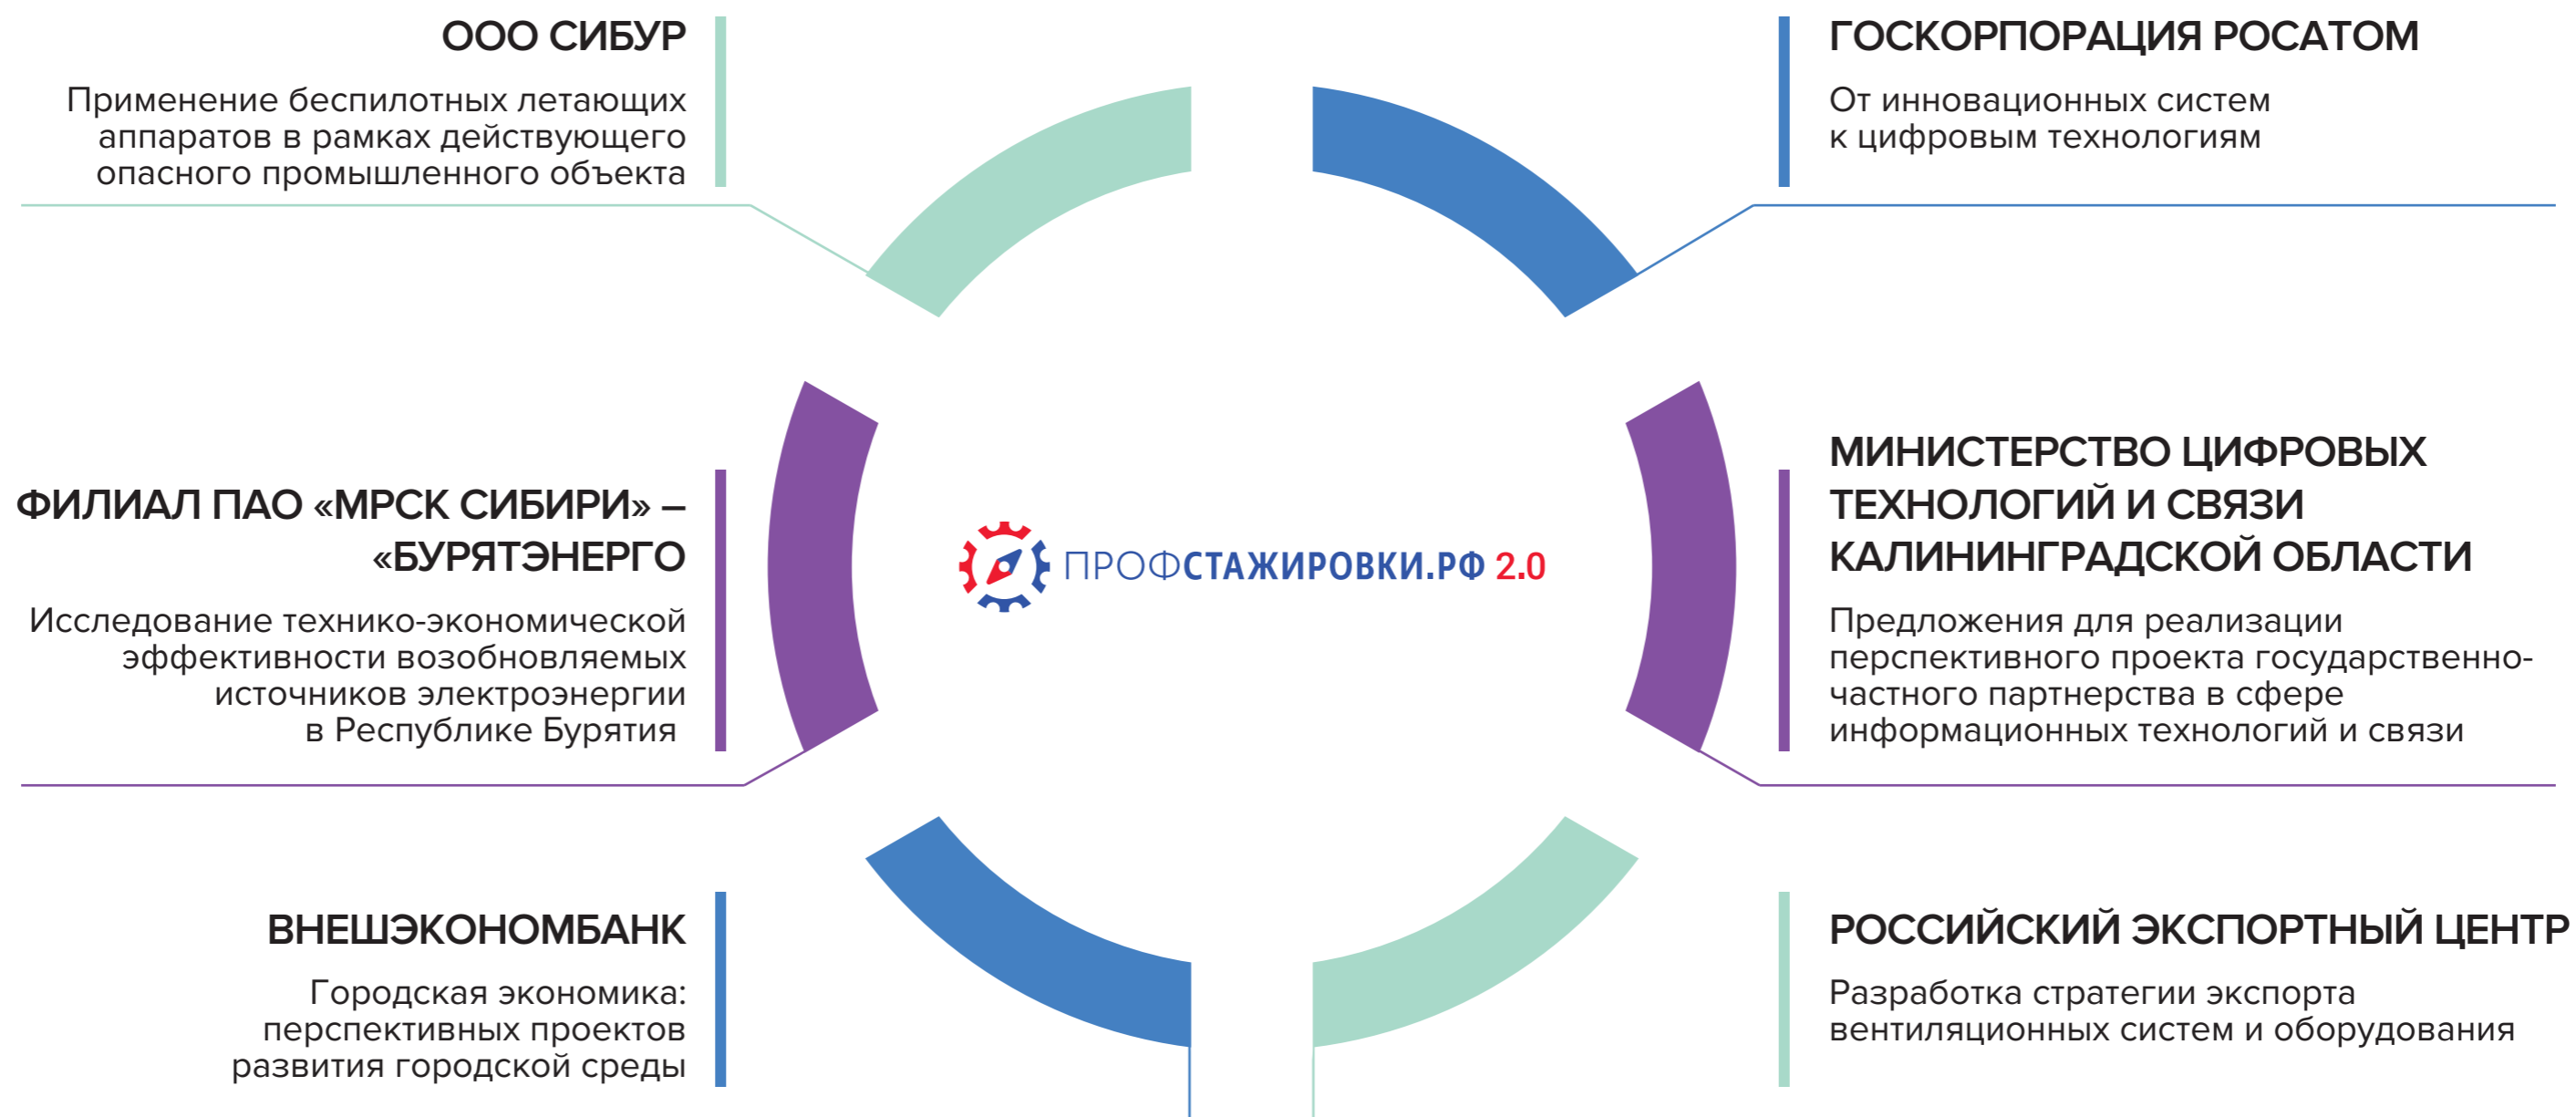 ООО СИБУР
Применение беспилотных летающих
аппаратов в рамках действующего
опасного промышленного объекта
ГОСКОРПОРАЦИЯ РОСАТОМ
От инновационных систем
к цифровым технологиям
ФИЛИАЛ ПАО «МРСК СИБИРИ» –
«БУРЯТЭНЕРГО
Исследование технико-экономической
эффективности возобновляемых
источников электроэнергии
в Республике Бурятия
ПРОФСТАЖИРОВКИ.РФ 2.0
МИНИСТЕРСТВО ЦИФРОВЫХ
ТЕХНОЛОГИЙ И СВЯЗИ
КАЛИНИНГРАДСКОЙ ОБЛАСТИ
Предложения для реализации
перспективного проекта государственно-
частного партнерства в сфере
информационных технологий и связи
ВНЕШЭКОНОМБАНК
Городская экономика:
перспективных проектов
развития городской среды
РОССИЙСКИЙ ЭКСПОРТНЫЙ ЦЕНТР
Разработка стратегии экспорта
вентиляционных систем и оборудования